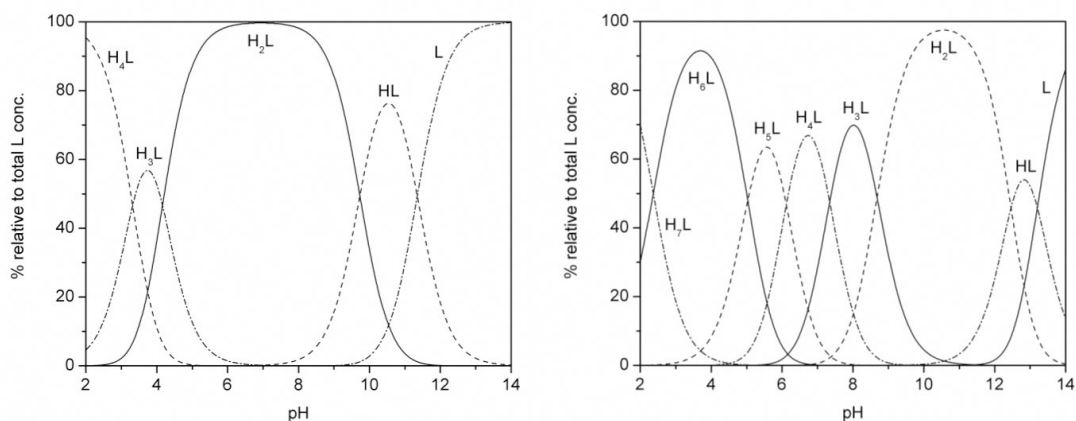 % relative to total L conc.
100
80
60
40
20
0
H₄L
H₃L
H₂L
HL
L
2 4 6 8 10 12 14
pH
% relative to total L conc.
100
80
60
40
20
0
H₇L
H₆L
H₅L
H₄L
H₃L
H₂L
HL
L
2 4 6 8 10 12 14
pH